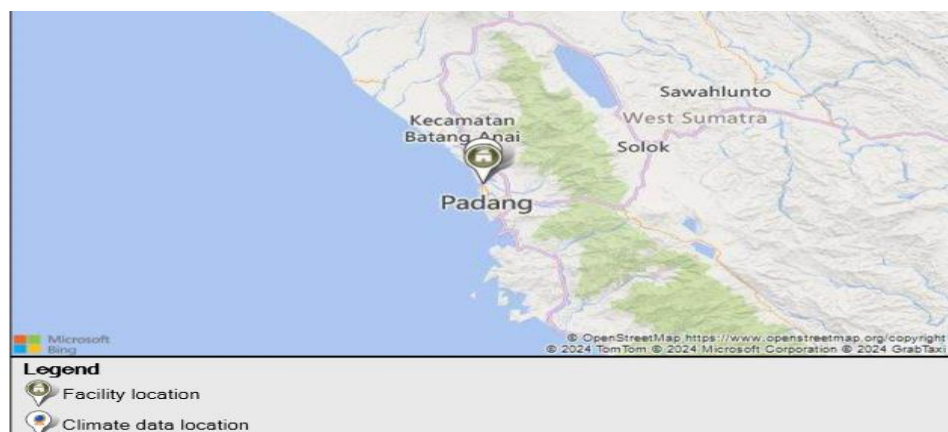 Sawahlunto
Kecamatan
Batang Anai
West Sumatra
Solok
Padang
Microsoft
Bing
© OpenStreetMap https://www.openstreetmap.org/copyright
© 2024 TomTom © 2024 Microsoft Corporation © 2024 GrabTaxi
Legend
Facility location
Climate data location